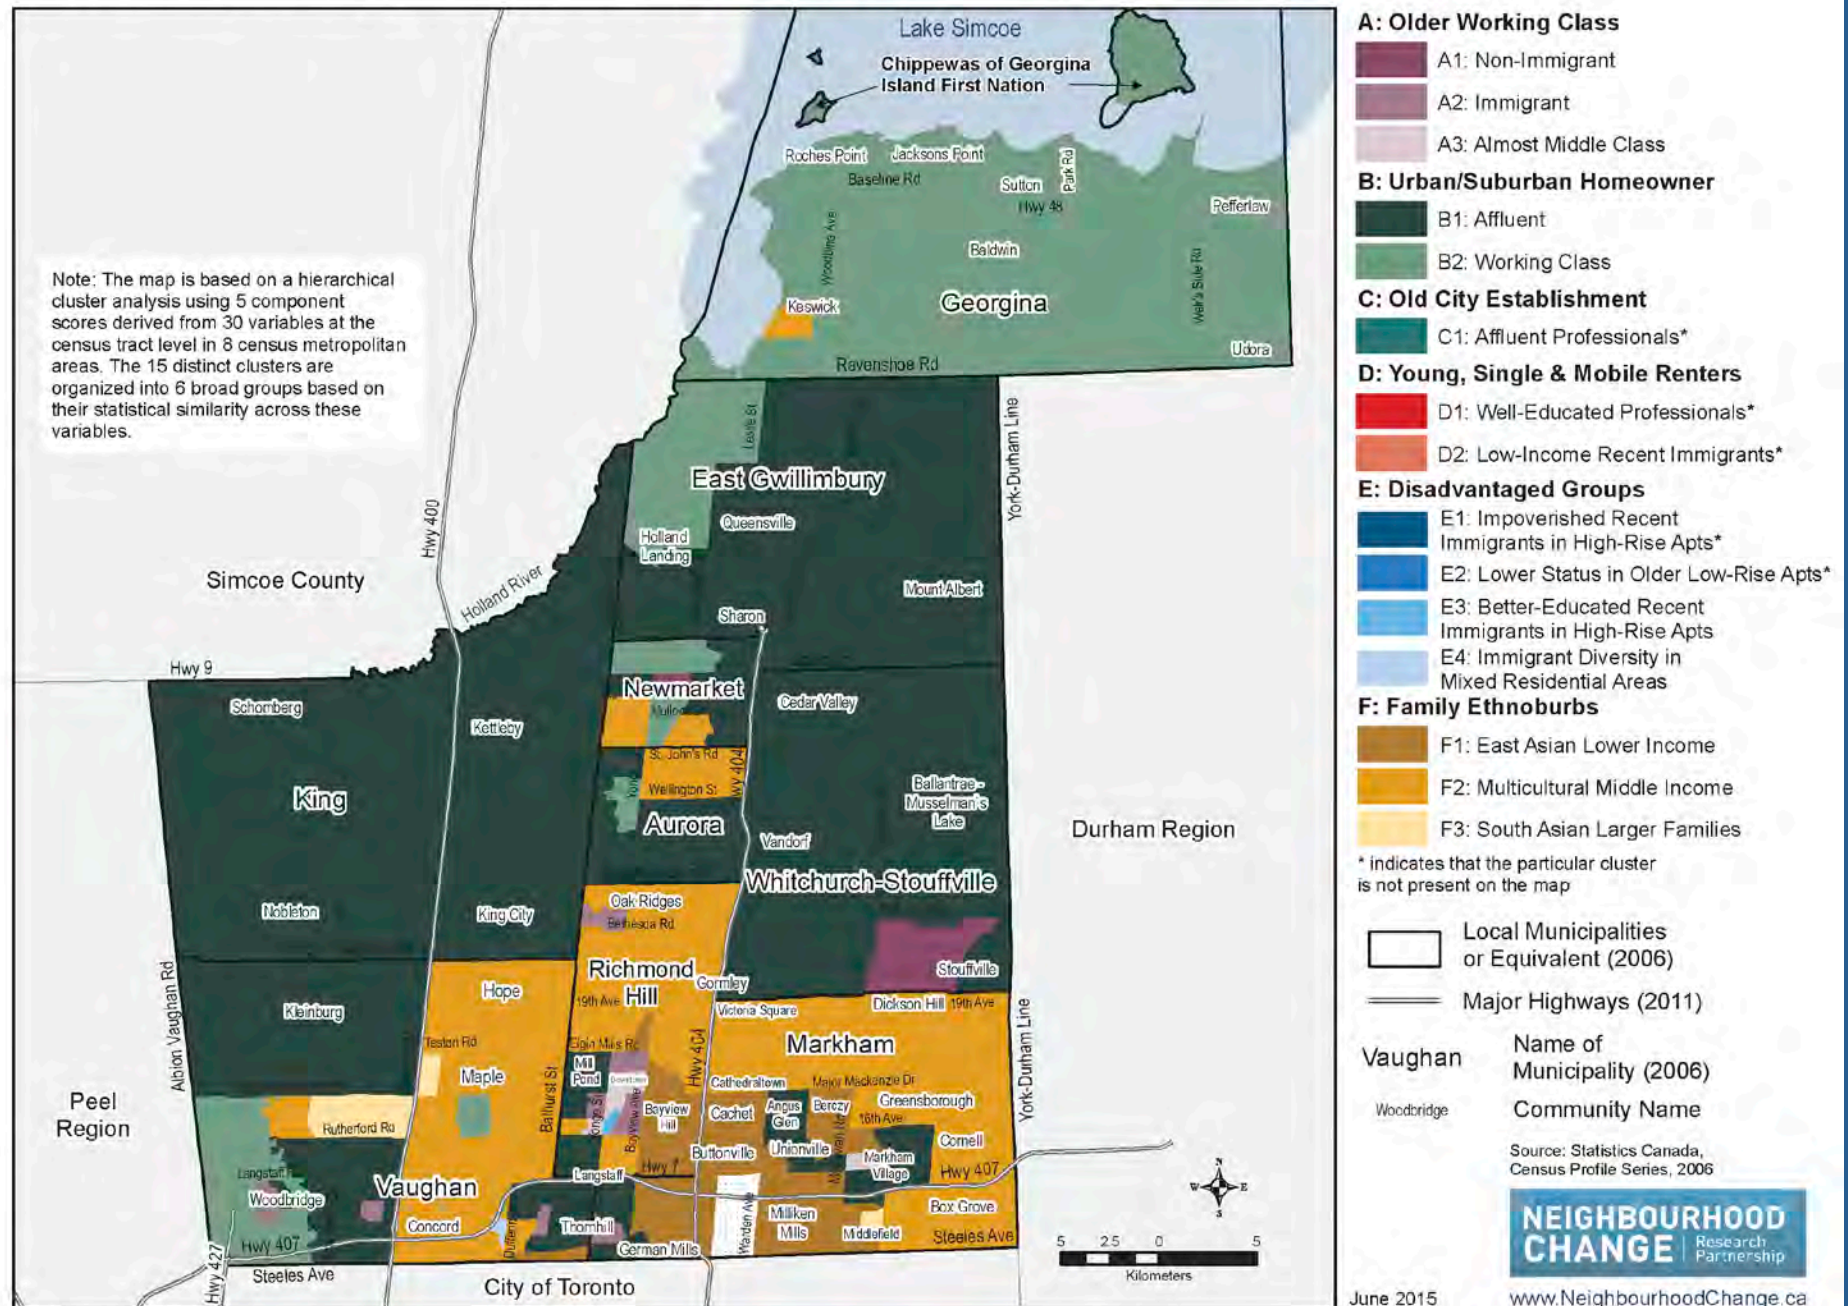 Lake Simcoe
Chippewas of Georgina
Island First Nation
Roches Point
Jacksons Point
Baseline Rd
Sutton
Park Rd
Hwy 48
Pefferlaw
Woodbine Ave
Baldwin
Weir's Side Rd
Keswick
Georgina
Udora
Ravenshoe Rd
Note: The map is based on a hierarchical
cluster analysis using 5 component
scores derived from 30 variables at the
census tract level in 8 census metropolitan
areas. The 15 distinct clusters are
organized into 6 broad groups based on
their statistical similarity across these
variables.
Leslie St
York-Durham Line
East Gwillimbury
Queensville
Holland
Landing
Hwy 400
Simcoe County
Holland River
Mount Albert
Sharon
Hwy 9
Newmarket
Schomberg
Cedar Valley
Kettleby
St. John's Rd
Wellington St
Hwy 404
King
Ballantrae -
Musselman's
Lake
Aurora
Durham Region
Vandorf
Whitchurch-Stouffville
Nobleton
King City
Oak Ridges
Bethesda Rd
Albion Vaughan Rd
Richmond
Hill
Stouffville
Gormley
Hope
19th Ave
Victoria Square
Dickson Hill
19th Ave
Kleinburg
York-Durham Line
Teston Rd
Elgin Mills Rd
Hwy 404
Markham
Maple
Mill
Pond
Downtown
Cathedraltown
Major Mackenzie Dr
Peel
Region
Bathurst St
Yonge St
Bayview Ave
Bayview
Hill
Cachet
Angus
Glen
Berczy
Greensborough
16th Ave
Rutherford Rd
Cornell
Buttonville
Unionville
Markham
Village
Hwy 7
Langstaff
Hwy 407
Vaughan
Woodbridge
Concord
Dufferin
Thornhill
German Mills
Warden Ave
Milliken
Mills
Middlefield
Box Grove
Steeles Ave
Hwy 407
Hwy 427
Steeles Ave
City of Toronto
N
W
E
S
5 2.5 0 5
Kilometers
A: Older Working Class
A1: Non-Immigrant
A2: Immigrant
A3: Almost Middle Class
B: Urban/Suburban Homeowner
B1: Affluent
B2: Working Class
C: Old City Establishment
C1: Affluent Professionals*
D: Young, Single & Mobile Renters
D1: Well-Educated Professionals*
D2: Low-Income Recent Immigrants*
E: Disadvantaged Groups
E1: Impoverished Recent
Immigrants in High-Rise Apts*
E2: Lower Status in Older Low-Rise Apts*
E3: Better-Educated Recent
Immigrants in High-Rise Apts
E4: Immigrant Diversity in
Mixed Residential Areas
F: Family Ethnoburbs
F1: East Asian Lower Income
F2: Multicultural Middle Income
F3: South Asian Larger Families
* indicates that the particular cluster
is not present on the map
Local Municipalities
or Equivalent (2006)
Major Highways (2011)
Vaughan
Name of
Municipality (2006)
Woodbridge
Community Name
Source: Statistics Canada,
Census Profile Series, 2006
NEIGHBOURHOOD
CHANGE
Research
Partnership
June 2015
www.NeighbourhoodChange.ca